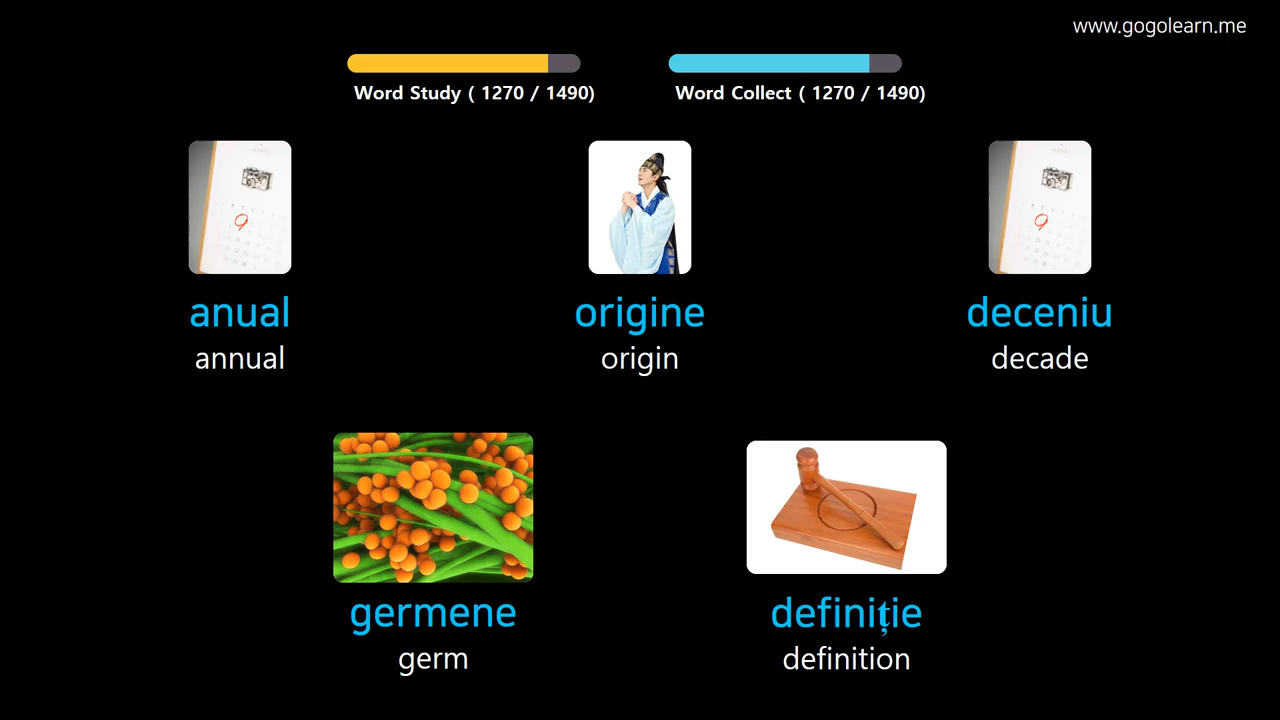 www.gogolearn.me
Word Study ( 1270 / 1490)
Word Collect ( 1270 / 1490)
anual
annual
origine
origin
deceniu
decade
germene
germ
definiție
definition